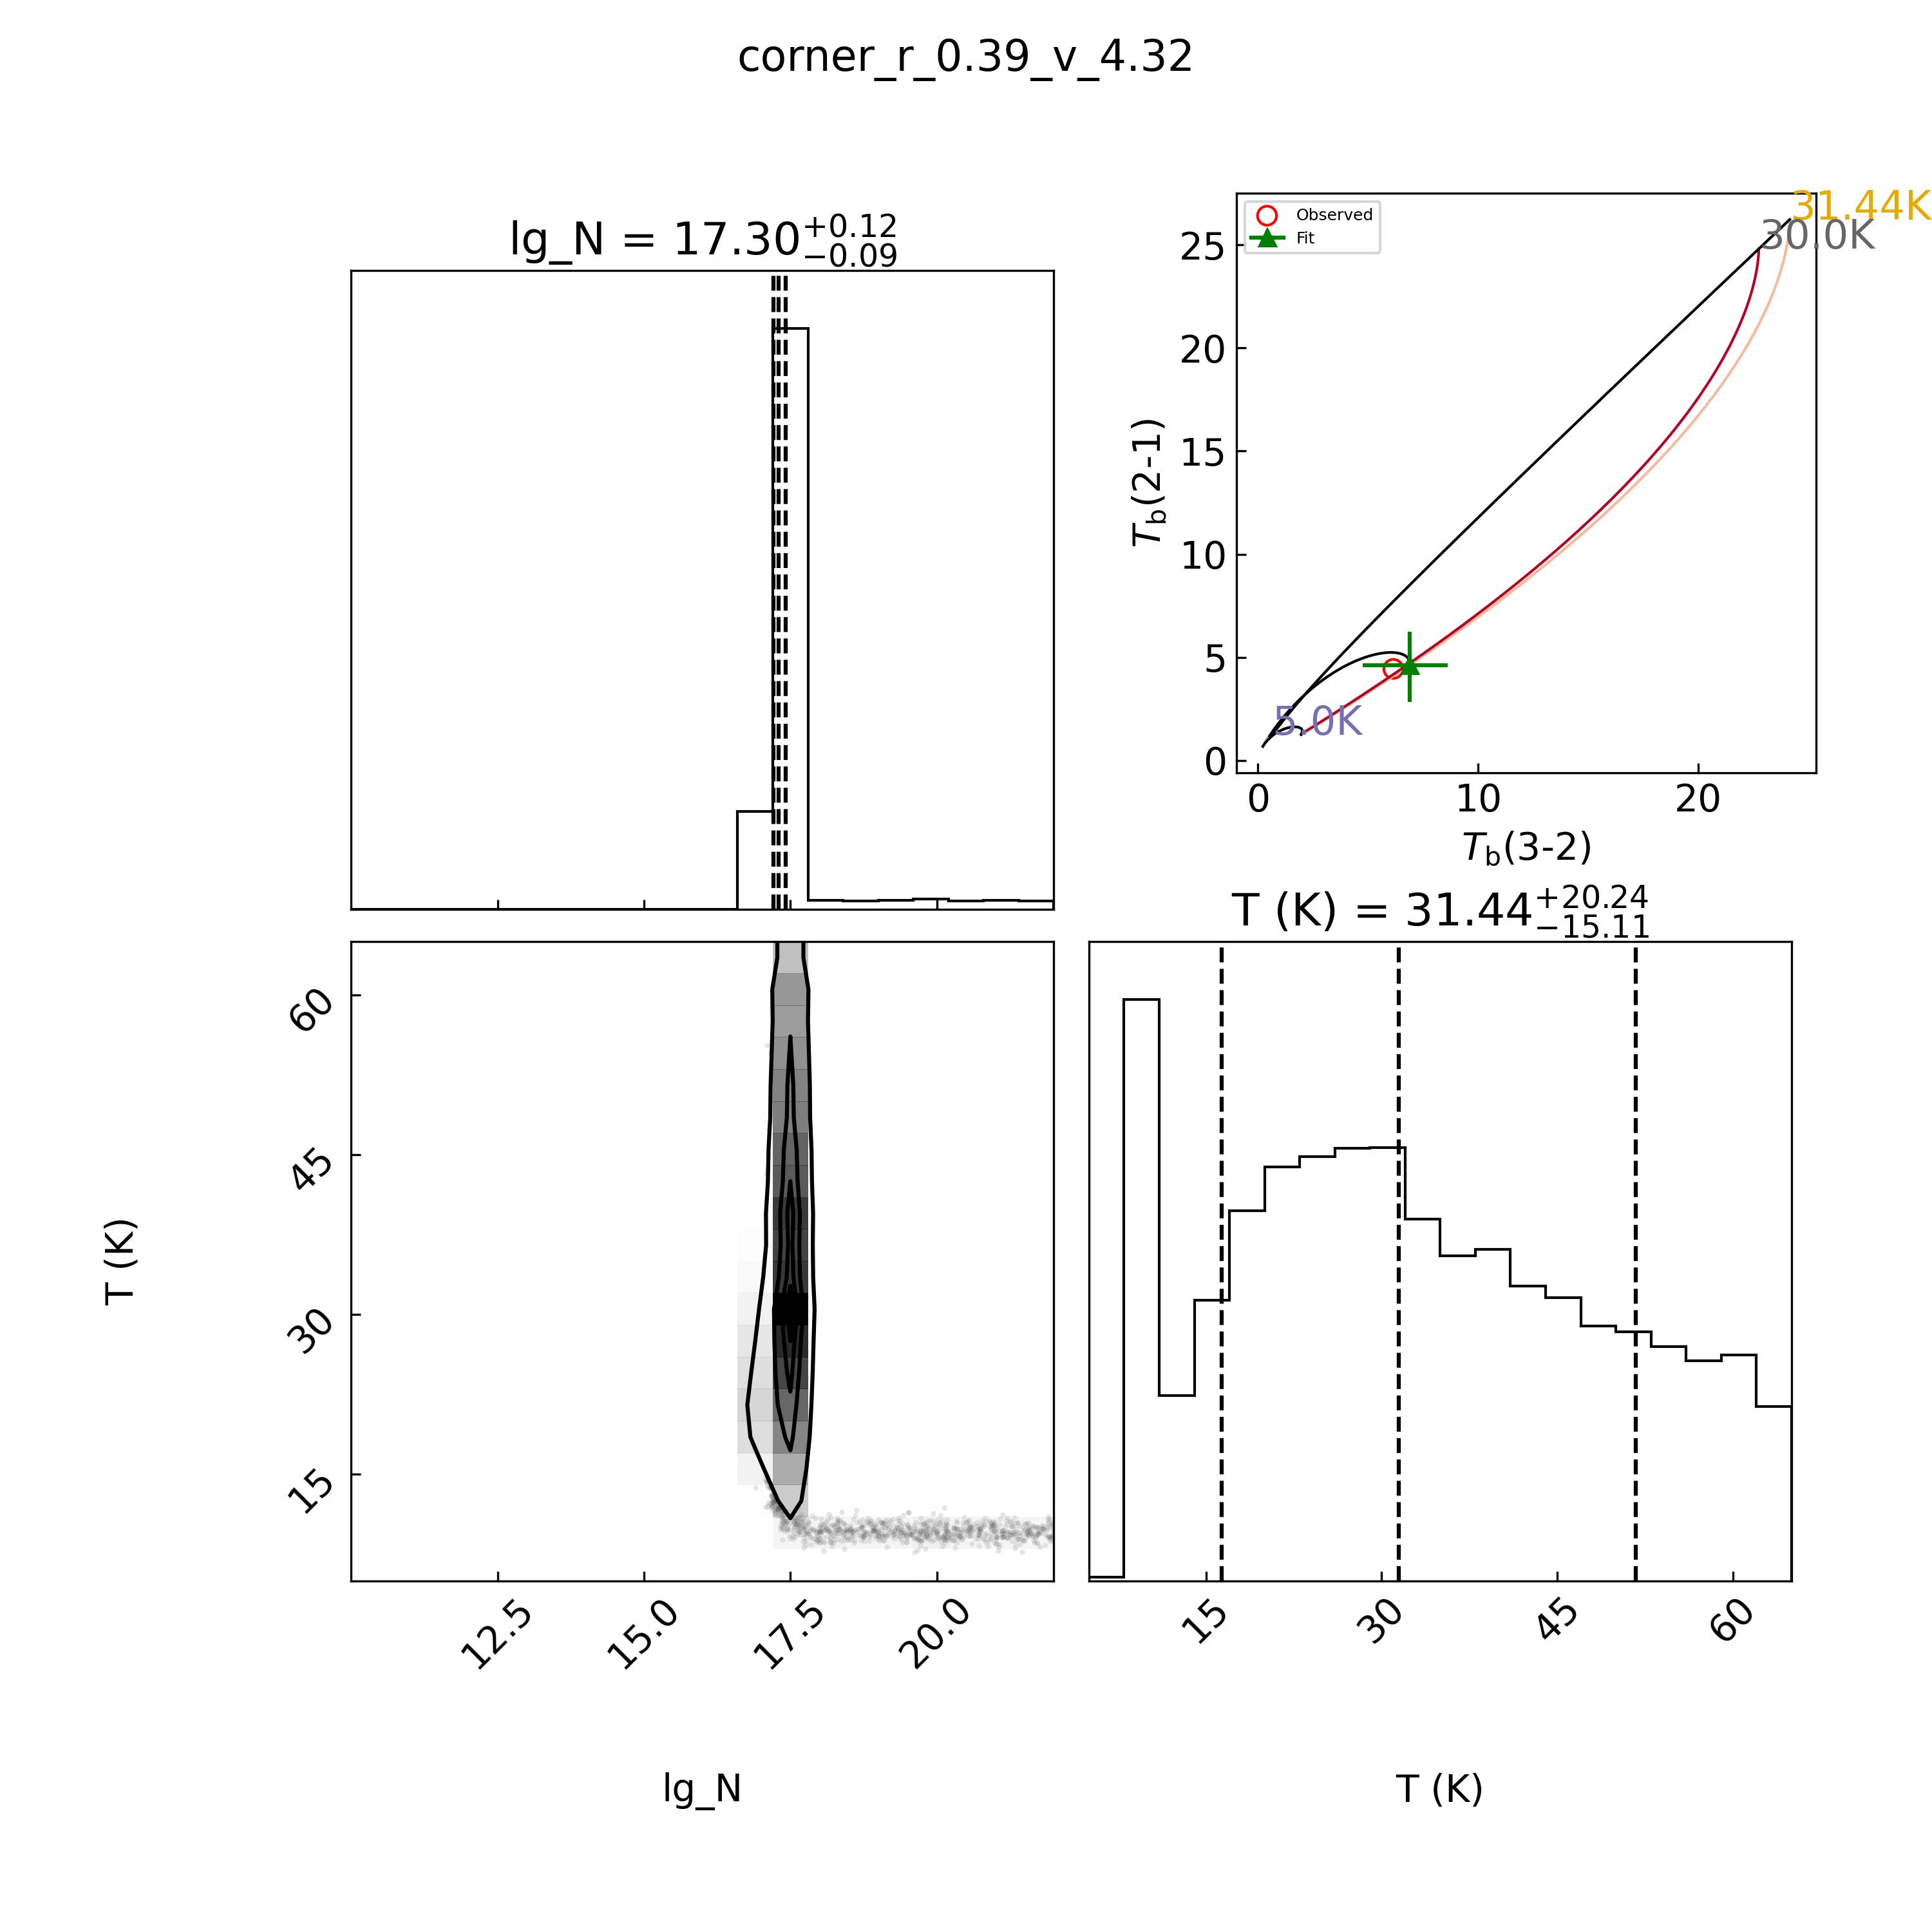 corner_r_0.39_v_4.32
lg_N = 17.30+0.12−0.09
31.44K
30.0K
Observed
Fit
25
20
15
10
5
0
Tb(2-1)
5.0K
0 10 20
Tb(3-2)
T (K) = 31.44+20.24−15.11
60
45
30
15
T (K)
12.5 15.0 17.5 20.0
15 30 45 60
lg_N
T (K)